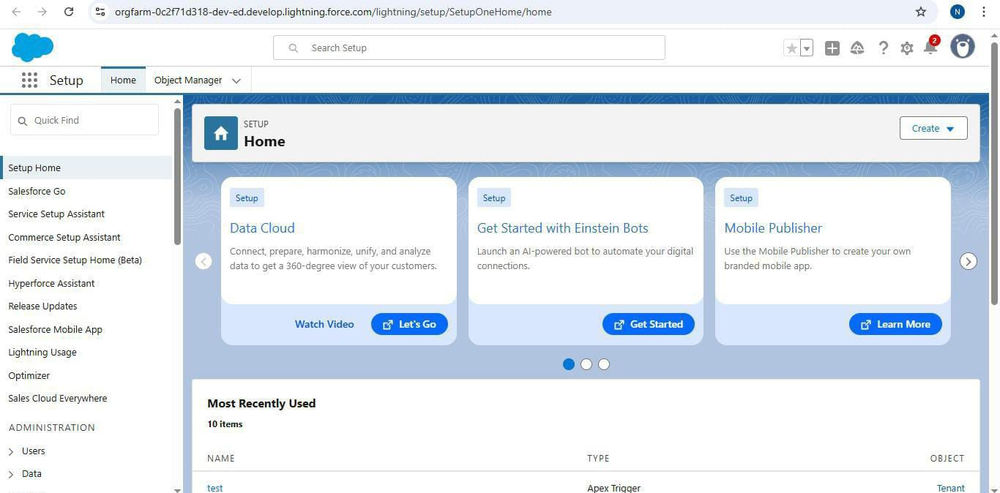 orgfarm-0c2f71d318-dev-ed.develop.lightning.force.com/lightning/setup/SetupOneHome/home
N
Search Setup
2
Setup
Home
Object Manager
Quick Find
Setup Home
Salesforce Go
Service Setup Assistant
Commerce Setup Assistant
Field Service Setup Home (Beta)
Hyperforce Assistant
Release Updates
Salesforce Mobile App
Lightning Usage
Optimizer
Sales Cloud Everywhere
ADMINISTRATION
Users
Data
SETUP
Home
Create
Setup
Data Cloud
Connect, prepare, harmonize, unify, and analyze
data to get a 360-degree view of your customers.
Watch Video
Let's Go
Setup
Get Started with Einstein Bots
Launch an AI-powered bot to automate your digital
connections.
Get Started
Setup
Mobile Publisher
Use the Mobile Publisher to create your own
branded mobile app.
Learn More
Most Recently Used
10 items
NAME TYPE OBJECT
test Apex Trigger Tenant